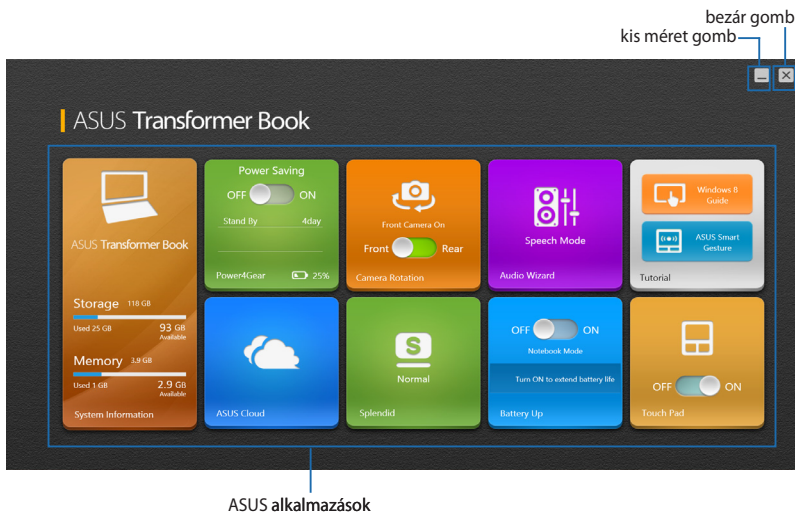 bezár gomb
kis méret gomb
ASUS Transformer Book
ASUS Transformer Book
Storage 118 GB
Used 25 GB 93 GB
Available
Memory 3.9 GB
Used 1 GB 2.9 GB
Available
System Information
Power Saving
OFF ON
Stand By 4day
Power4Gear 25%
Front Camera On
Front Rear
Camera Rotation
Speech Mode
Audio Wizard
Windows 8
Guide
ASUS Smart
Gesture
Tutorial
ASUS Cloud
S
Normal
Splendid
OFF ON
Notebook Mode
Turn ON to extend battery life
Battery Up
OFF ON
Touch Pad
ASUS alkalmazások